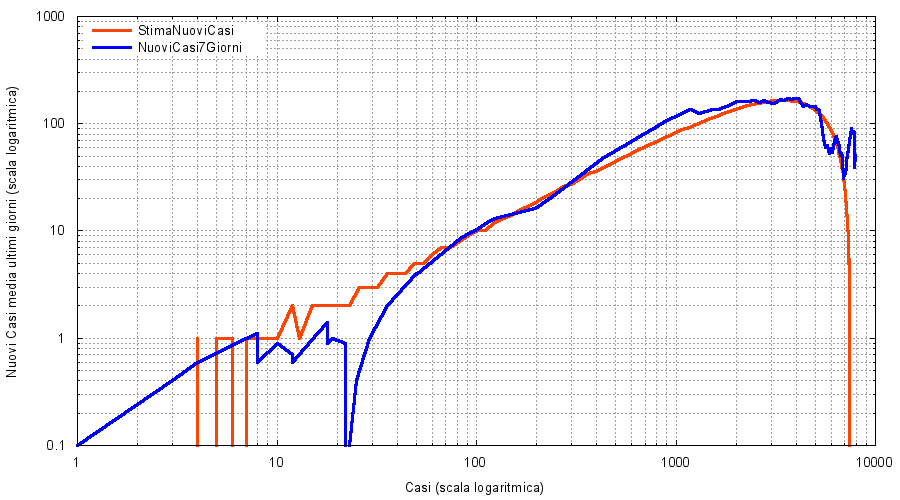 1000
StimaNuoviCasi
NuoviCasi7Giorni
100
10
1
0.1
Nuovi Casi media ultimi giorni (scala logaritmica)
1
10
100
1000
10000
Casi (scala logaritmica)